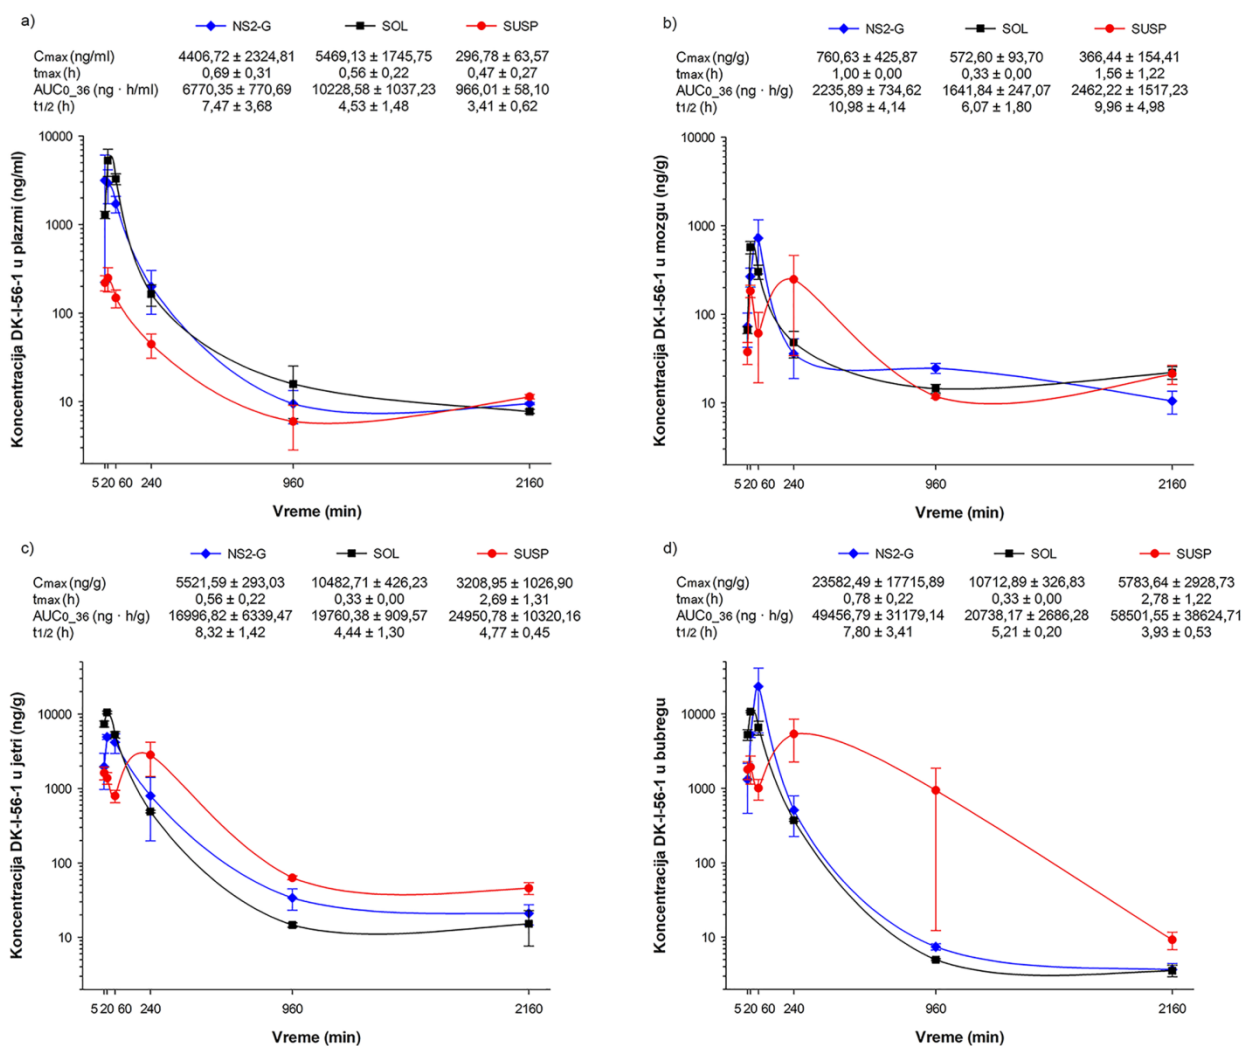 a)
NS2-G SOL SUSP
Cmax (ng/ml) 4406,72 ± 2324,81 5469,13 ± 1745,75 296,78 ± 63,57
tmax (h) 0,69 ± 0,31 0,56 ± 0,22 0,47 ± 0,27
AUC0_36 (ng · h/ml) 6770,35 ± 770,69 10228,58 ± 1037,23 966,01 ± 58,10
t1/2 (h) 7,47 ± 3,68 4,53 ± 1,48 3,41 ± 0,62
Koncentracija DK-I-56-1 u plazmi (ng/ml)
10000
1000
100
10
5 20 60 240 960 2160
Vreme (min)
b)
NS2-G SOL SUSP
Cmax (ng/g) 760,63 ± 425,87 572,60 ± 93,70 366,44 ± 154,41
tmax (h) 1,00 ± 0,00 0,33 ± 0,00 1,56 ± 1,22
AUC0_36 (ng · h/g) 2235,89 ± 734,62 1641,84 ± 247,07 2462,22 ± 1517,23
t1/2 (h) 10,98 ± 4,14 6,07 ± 1,80 9,96 ± 4,98
Koncentracija DK-I-56-1 u mozgu (ng/g)
10000
1000
100
10
5 20 60 240 960 2160
Vreme (min)
c)
NS2-G SOL SUSP
Cmax (ng/g) 5521,59 ± 293,03 10482,71 ± 426,23 3208,95 ± 1026,90
tmax (h) 0,56 ± 0,22 0,33 ± 0,00 2,69 ± 1,31
AUC0_36 (ng · h/g) 16996,82 ± 6339,47 19760,38 ± 909,57 24950,78 ± 10320,16
t1/2 (h) 8,32 ± 1,42 4,44 ± 1,30 4,77 ± 0,45
Koncentracija DK-I-56-1 u jetri (ng/g)
10000
1000
100
10
5 20 60 240 960 2160
Vreme (min)
d)
NS2-G SOL SUSP
Cmax (ng/g) 23582,49 ± 17715,89 10712,89 ± 326,83 5783,64 ± 2928,73
tmax (h) 0,78 ± 0,22 0,33 ± 0,00 2,78 ± 1,22
AUC0_36 (ng · h/g) 49456,79 ± 31179,14 20738,17 ± 2686,28 58501,55 ± 38624,71
t1/2 (h) 7,80 ± 3,41 5,21 ± 0,20 3,93 ± 0,53
Koncentracija DK-I-56-1 u bubregu (ng/g)
10000
1000
100
10
5 20 60 240 960 2160
Vreme (min)